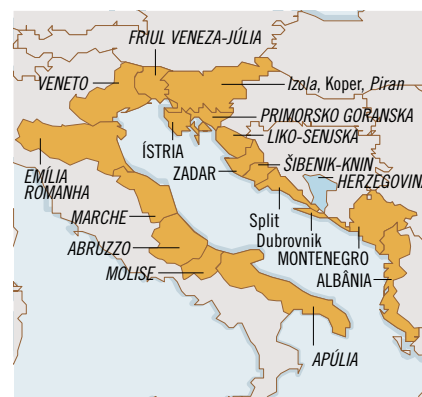 FRIUL VENEZA-JÚLIA
VENETO
Izola, Koper, Piran
PRIMORSKO GORANSKA
LIKO-SENJSKA
ÍSTRIA
ŠIBENIK-KNIN
ZADAR
HERZEGOVINA
EMÍLIA
ROMANHA
MARCHE
Split
Dubrovnik
ABRUZZO
MONTENEGRO
MOLISE
ALBÂNIA
APÚLIA